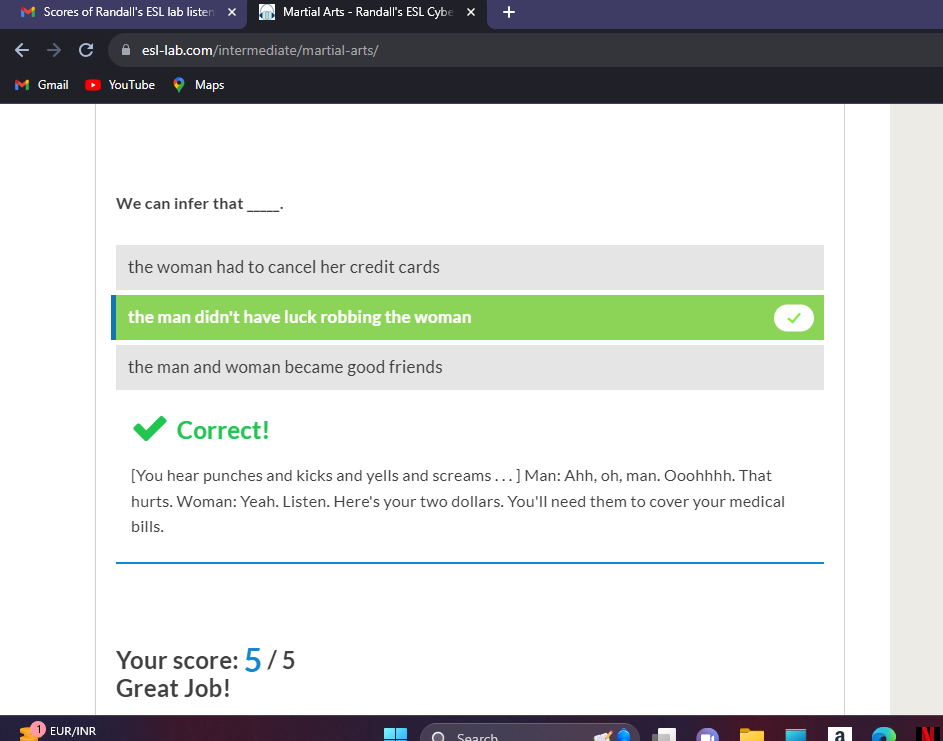 Scores of Randall's ESL lab listen
Martial Arts - Randall's ESL Cybe
esl-lab.com/intermediate/martial-arts/
Gmail
YouTube
Maps
We can infer that _____.
the woman had to cancel her credit cards
the man didn't have luck robbing the woman
the man and woman became good friends
Correct!
[You hear punches and kicks and yells and screams . . . ] Man: Ahh, oh, man. Ooohhhh. That
hurts. Woman: Yeah. Listen. Here's your two dollars. You'll need them to cover your medical
bills.
Your score: 5 / 5
Great Job!
1
EUR/INR
Search
a
N